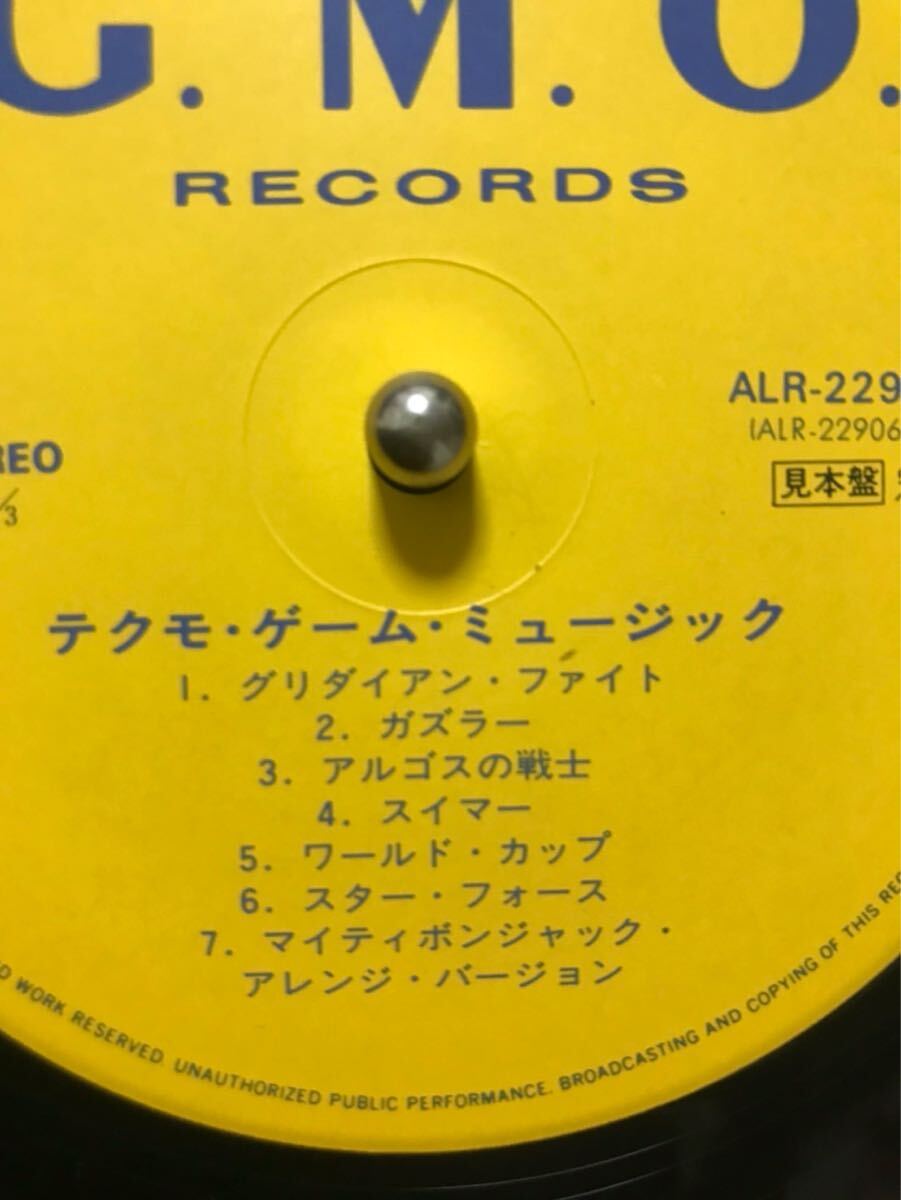 G.M.O.
RECORDS
ALR-229
(ALR-22906
REO
見本盤
/3
テクモ・ゲーム・ミュージック
1. グリダイアン・ファイト
2. ガズラー
3. アルゴスの戦士
4. スイマー
5. ワールド・カップ
6. スター・フォース
7. マイティボンジャック・
アレンジ・バージョン
D WORK RESERVED. UNAUTHORIZED PUBLIC PERFORMANCE. BROADCASTING AND COPYING OF THIS REC